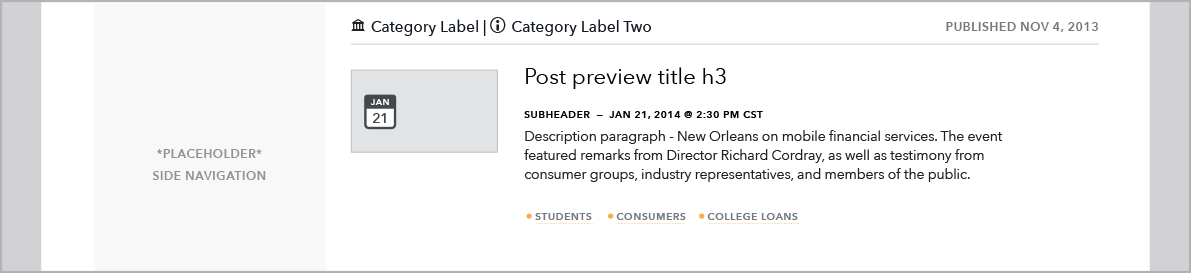 Category Label | Category Label Two
PUBLISHED NOV 4, 2013
*PLACEHOLDER*
SIDE NAVIGATION
JAN
21
Post preview title h3
SUBHEADER – JAN 21, 2014 @ 2:30 PM CST
Description paragraph - New Orleans on mobile financial services. The event
featured remarks from Director Richard Cordray, as well as testimony from
consumer groups, industry representatives, and members of the public.
STUDENTS CONSUMERS COLLEGE LOANS